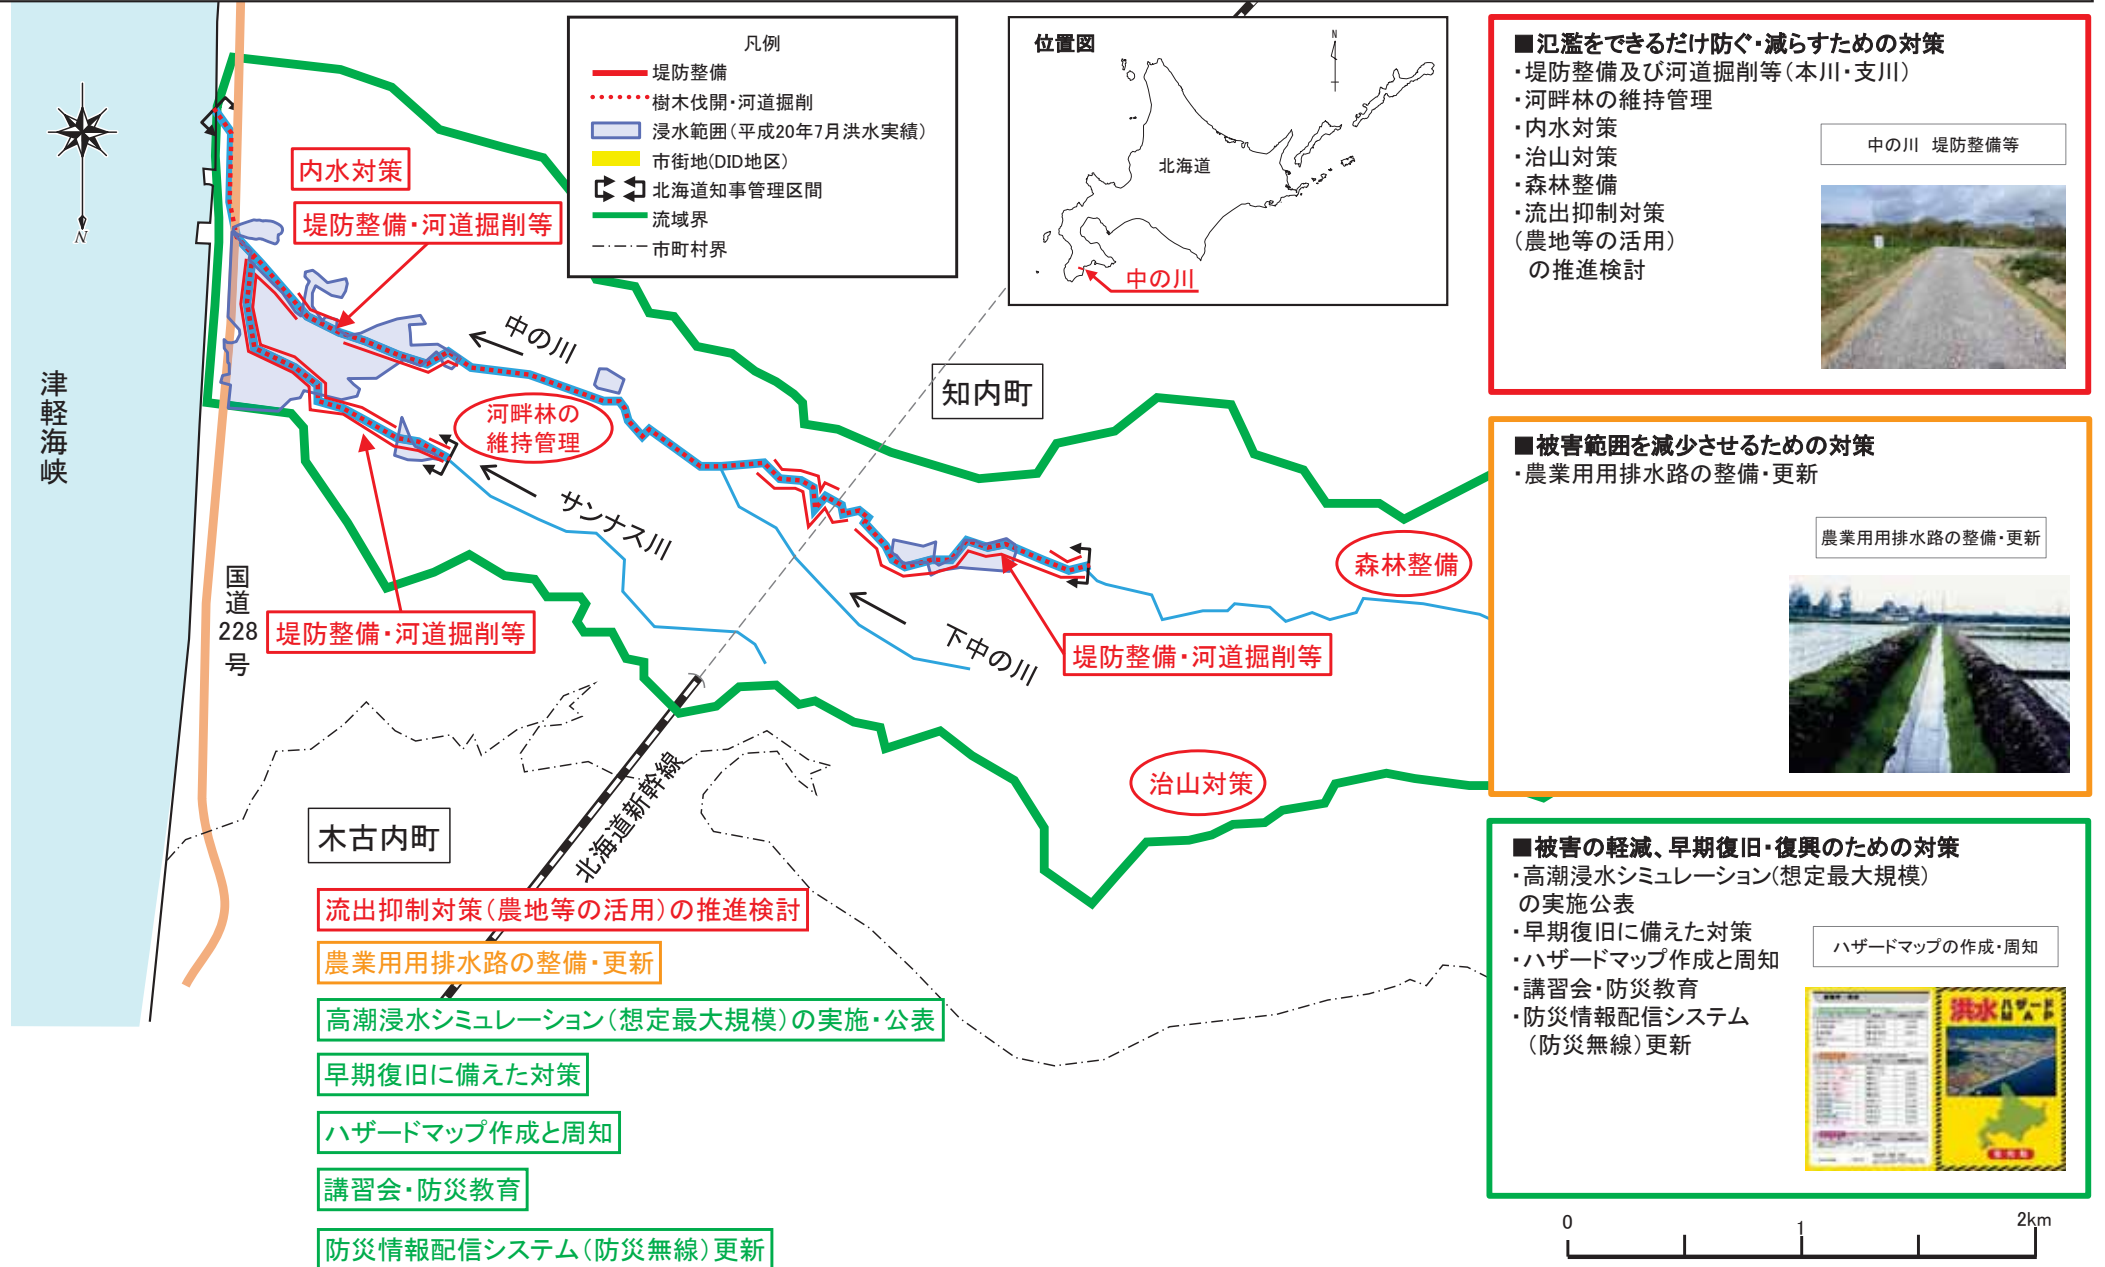 凡例
堤防整備
樹木伐開・河道掘削
浸水範囲(平成20年7月洪水実績)
市街地(DID地区)
北海道知事管理区間
流域界
市町村界
位置図
N
北海道
中の川
N
内水対策
堤防整備・河道掘削等
中の川
知内町
津軽海峡
河畔林の
維持管理
サンナス川
国道
228
号
堤防整備・河道掘削等
下中の川
堤防整備・河道掘削等
森林整備
治山対策
北海道新幹線
木古内町
流出抑制対策(農地等の活用)の推進検討
農業用用排水路の整備・更新
高潮浸水シミュレーション(想定最大規模)の実施・公表
早期復旧に備えた対策
ハザードマップ作成と周知
講習会・防災教育
防災情報配信システム(防災無線)更新
■氾濫をできるだけ防ぐ・減らすための対策
・堤防整備及び河道掘削等(本川・支川)
・河畔林の維持管理
・内水対策
・治山対策
・森林整備
・流出抑制対策
(農地等の活用)
の推進検討
中の川 堤防整備等
■被害範囲を減少させるための対策
・農業用用排水路の整備・更新
農業用用排水路の整備・更新
■被害の軽減、早期復旧・復興のための対策
・高潮浸水シミュレーション(想定最大規模)
の実施公表
・早期復旧に備えた対策
・ハザードマップ作成と周知
・講習会・防災教育
・防災情報配信システム
(防災無線)更新
ハザードマップの作成・周知
洪水ハザード
MAP
0
1
2km